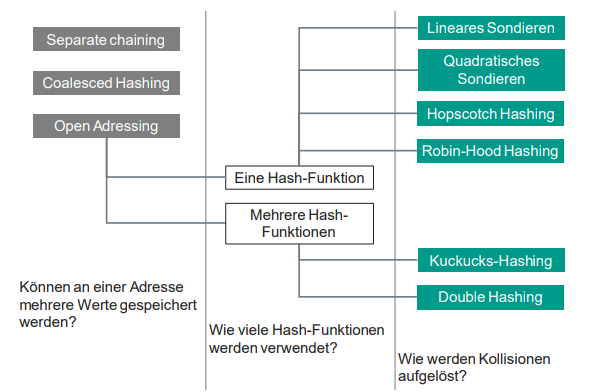 Separate chaining
Coalesced Hashing
Open Adressing
Können an einer Adresse
mehrere Werte gespeichert
werden?
Eine Hash-Funktion
Mehrere Hash-
Funktionen
Wie viele Hash-Funktionen
werden verwendet?
Lineares Sondieren
Quadratisches
Sondieren
Hopscotch Hashing
Robin-Hood Hashing
Kuckucks-Hashing
Double Hashing
Wie werden Kollisionen
aufgelöst?